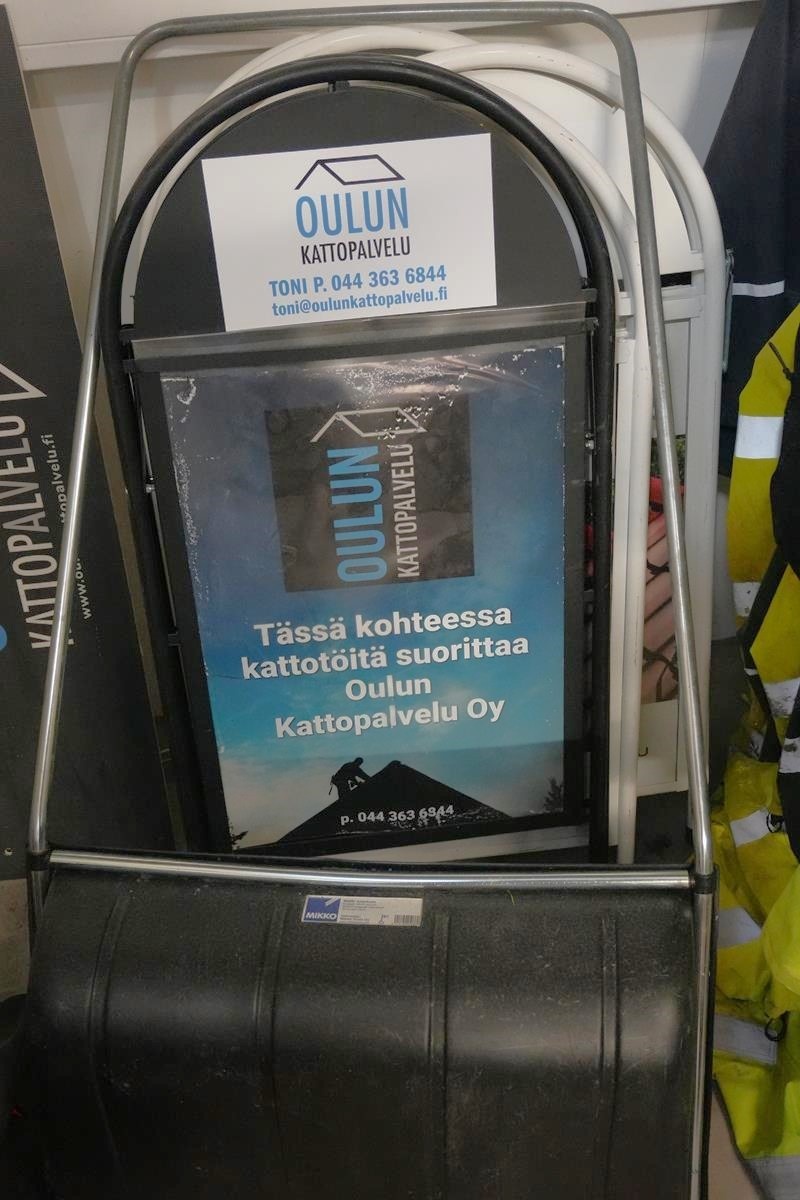 OULUN
KATTOPALVELU
TONI P. 044 363 6844
toni@oulunkattopalvelu.fi
OULUN
KATTOPALVELU
Tässä kohteessa
kattotöitä suorittaa
Oulun
Kattopalvelu Oy
p. 044 363 6844
KATTOPALVELU
MIKKO